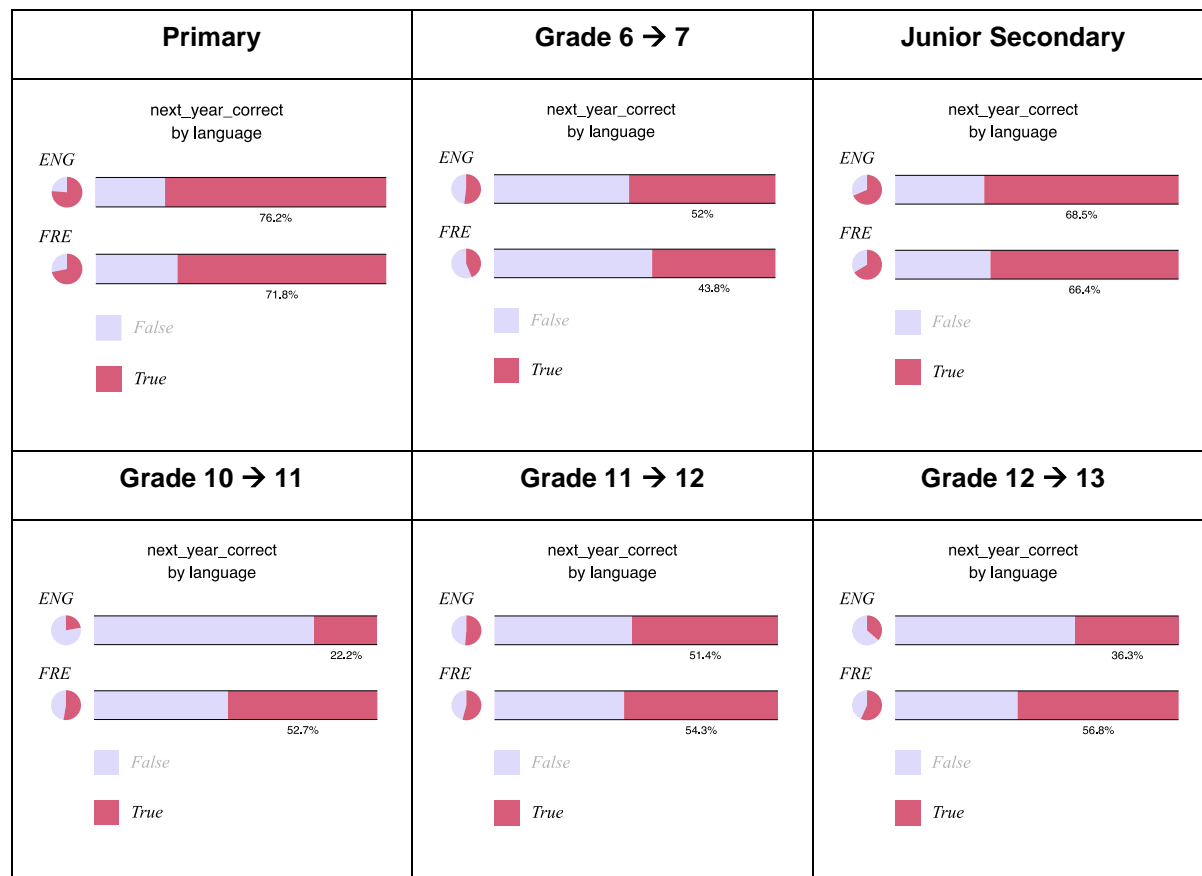 Primary
Grade 6 → 7
Junior Secondary
next_year_correct
by language
ENG
76.2%
FRE
71.8%
False
True
next_year_correct
by language
ENG
52%
FRE
43.8%
False
True
next_year_correct
by language
ENG
68.5%
FRE
66.4%
False
True
Grade 10 → 11
Grade 11 → 12
Grade 12 → 13
next_year_correct
by language
ENG
22.2%
FRE
52.7%
False
True
next_year_correct
by language
ENG
51.4%
FRE
54.3%
False
True
next_year_correct
by language
ENG
36.3%
FRE
56.8%
False
True